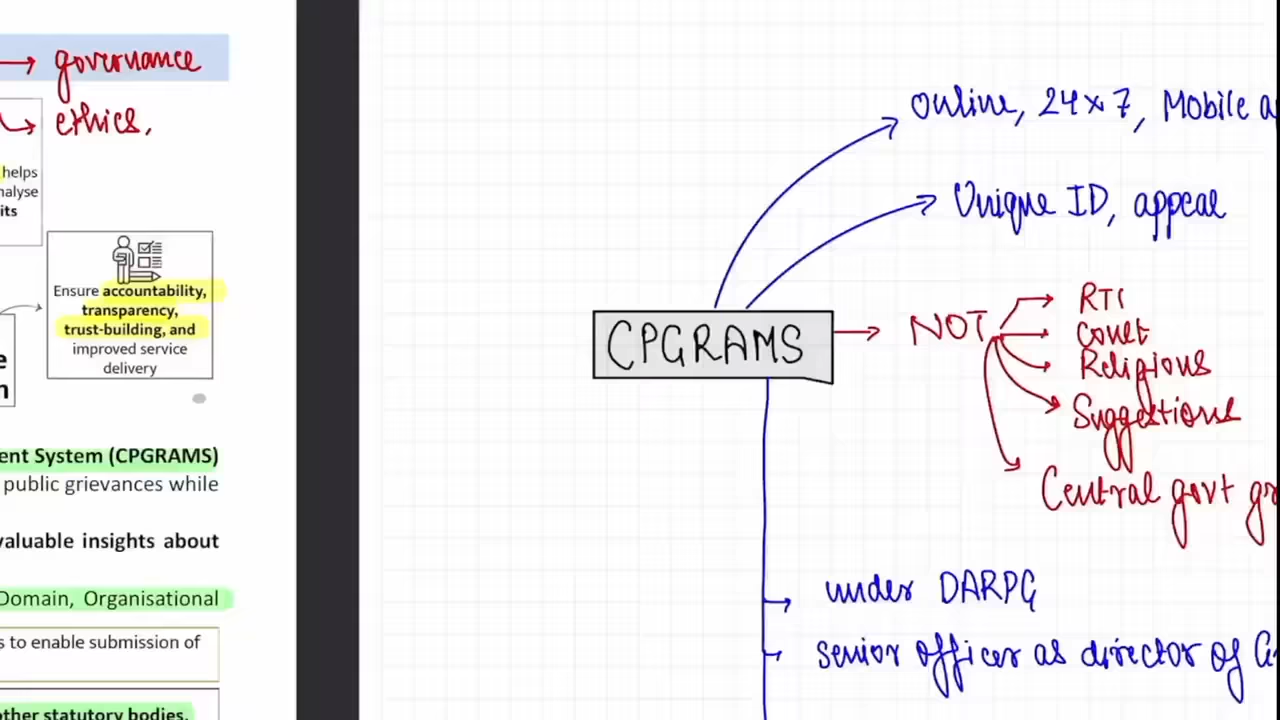 governance
ethics.
helps
nalyse
its
Ensure accountability,
transparency,
trust-building, and
improved service
delivery
e
n
ent System (CPGRAMS)
public grievances while
valuable insights about
Domain, Organisational
s to enable submission of
other statutory bodies.
Online, 24x7, Mobile a
Unique ID, appeal
CPGRAMS
NOT
RTI
Court
Religious
Suggestions
Central govt gr
under DARPG
senior officer as director of G